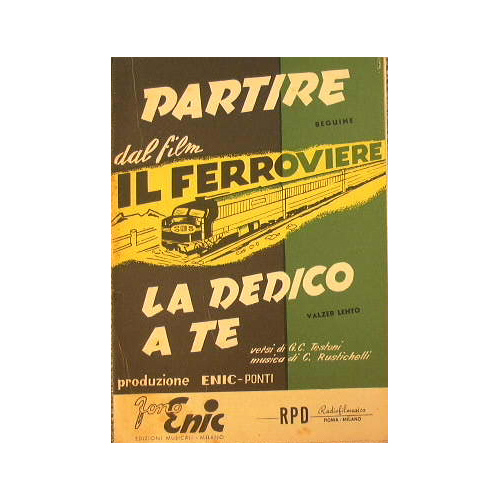 PARTIRE
BEGUINE
dal film
IL FERROVIERE
LA DEDICO
VALZER LENTO
A TE
versi di G.C. Testoni
musica di C. Rustichelli
produzione ENIC-PONTI
fono Enic
EDIZIONI MUSICALI - MILANO
RPD Radiofilmusica
ROMA - MILANO